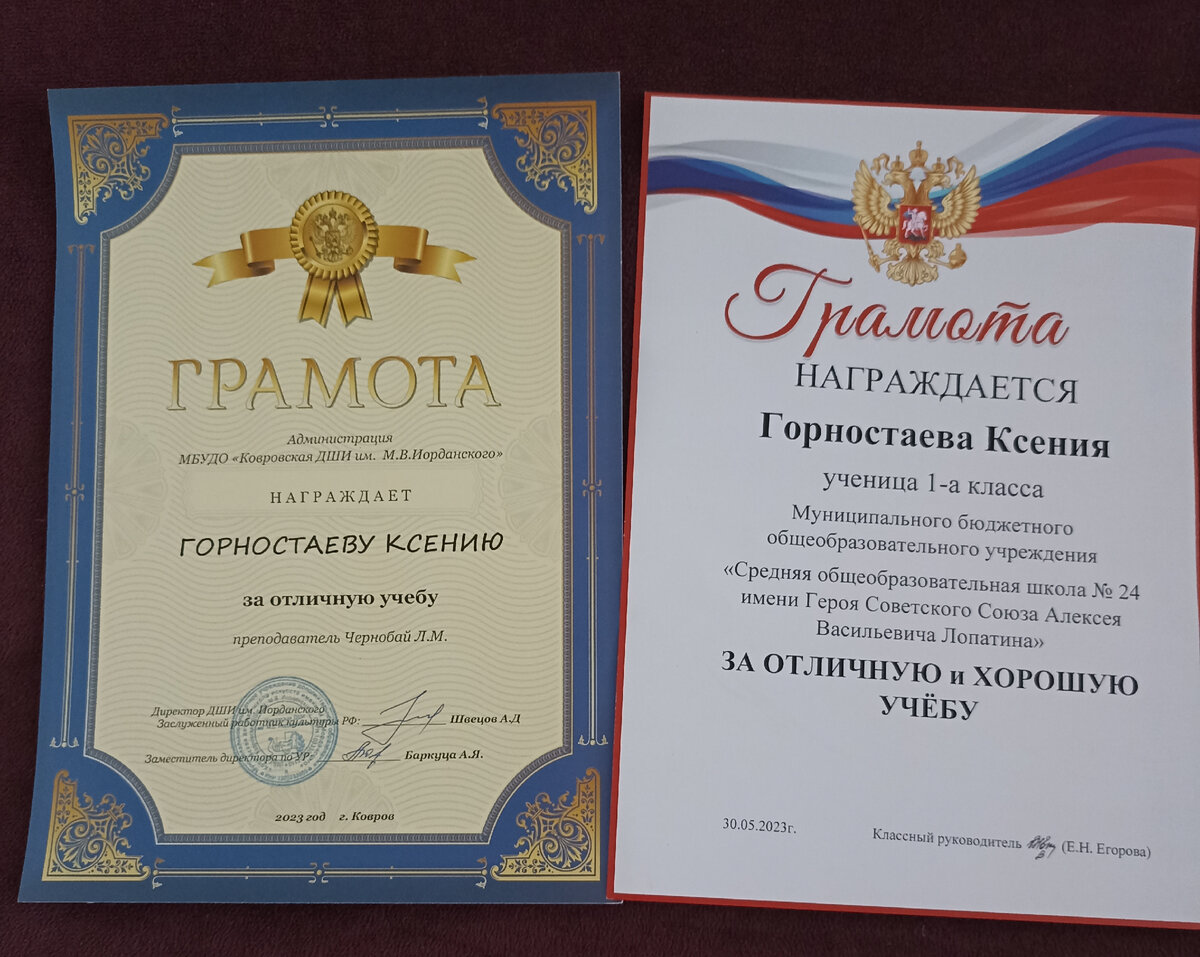 ГРАМОТА
Администрация
МБУДО «Ковровская ДШИ им. М.В.Иорданского»
НАГРАЖДАЕТ
ГОРНОСТАЕВУ КСЕНИЮ
за отличную учебу
преподаватель Чернобай Л.М.
Директор ДШИ им. Иорданского
Заслуженный работник культуры РФ: Швецов А.Д
Заместитель директора по УР: Баркуца А.Я.
2023 год г. Ковров
Грамота
НАГРАЖДАЕТСЯ
Горностаева Ксения
ученица 1-а класса
Муниципального бюджетного
общеобразовательного учреждения
«Средняя общеобразовательная школа № 24
имени Героя Советского Союза Алексея
Васильевича Лопатина»
ЗА ОТЛИЧНУЮ и ХОРОШУЮ
УЧЁБУ
30.05.2023г.
Классный руководитель (Е.Н. Егорова)